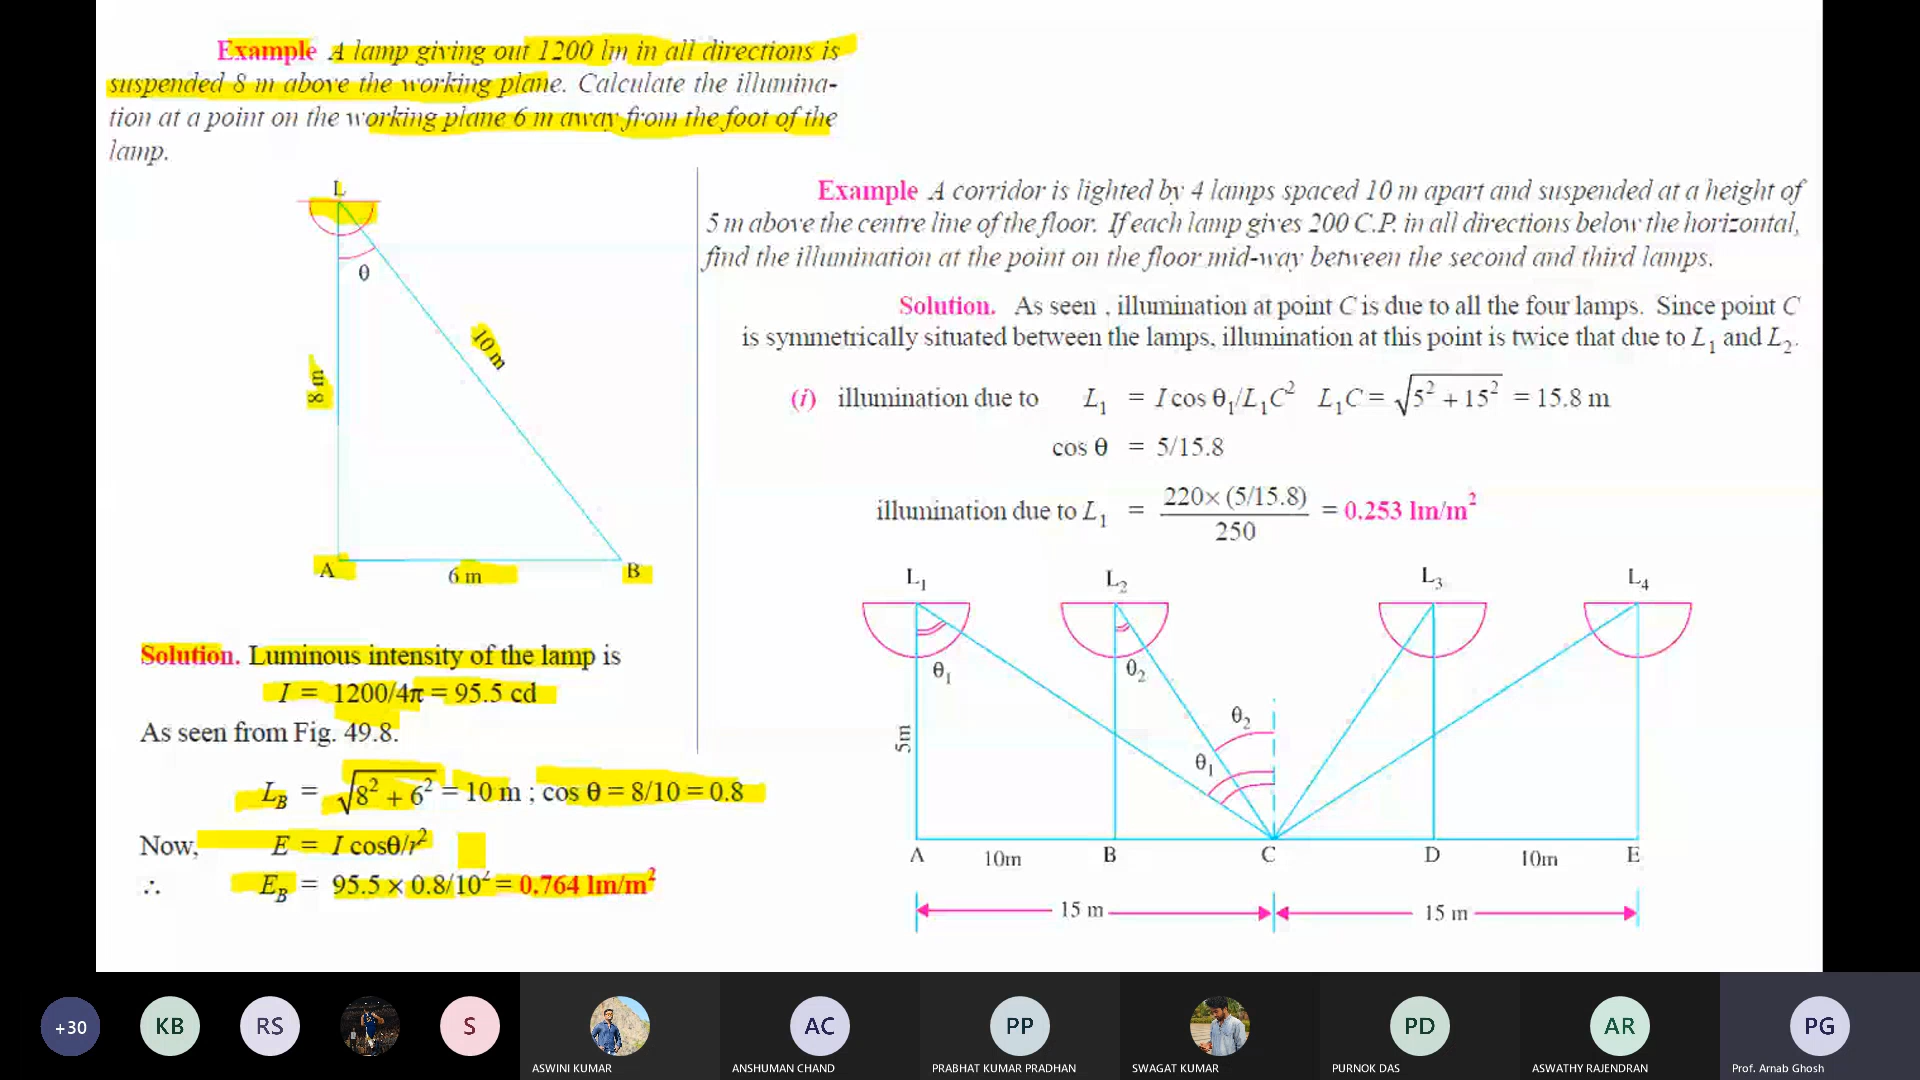 Example A lamp giving out 1200 lm in all directions is
suspended 8 m above the working plane. Calculate the illumina-
tion at a point on the working plane 6 m away from the foot of the
lamp.
L
θ
10 m
8 m
A
6 m
B
Solution. Luminous intensity of the lamp is
I = 1200/4π = 95.5 cd
As seen from Fig. 49.8.
L_B = √(8² + 6²) = 10 m ; cos θ = 8/10 = 0.8
Now, E = I cosθ/r²
∴ E_B = 95.5 × 0.8/10² = 0.764 lm/m²
Example A corridor is lighted by 4 lamps spaced 10 m apart and suspended at a height of
5 m above the centre line of the floor. If each lamp gives 200 C.P. in all directions below the horizontal,
find the illumination at the point on the floor mid-way between the second and third lamps.
Solution. As seen , illumination at point C is due to all the four lamps. Since point C
is symmetrically situated between the lamps, illumination at this point is twice that due to L₁ and L₂.
(i) illumination due to L₁ = I cos θ₁/L₁C² L₁C = √(5² + 15²) = 15.8 m
cos θ = 5/15.8
illumination due to L₁ = 220× (5/15.8) / 250 = 0.253 lm/m²
L₁ L₂ L₃ L₄
θ₁ θ₂
θ₂
5m
θ₁
A 10m B C D 10m E
15 m 15 m
+30 KB RS S AC PP PD AR PG
ASWINI KUMAR ANSHUMAN CHAND PRABHAT KUMAR PRADHAN SWAGAT KUMAR PURNOK DAS ASWATHY RAJENDRAN Prof. Arnab Ghosh